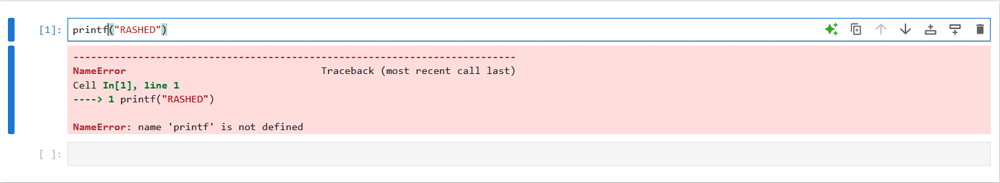 [1]: printf("RASHED")
---------------------------------------------------------------------------
NameError                                 Traceback (most recent call last)
Cell In[1], line 1
----> 1 printf("RASHED")
NameError: name 'printf' is not defined
[ ]: